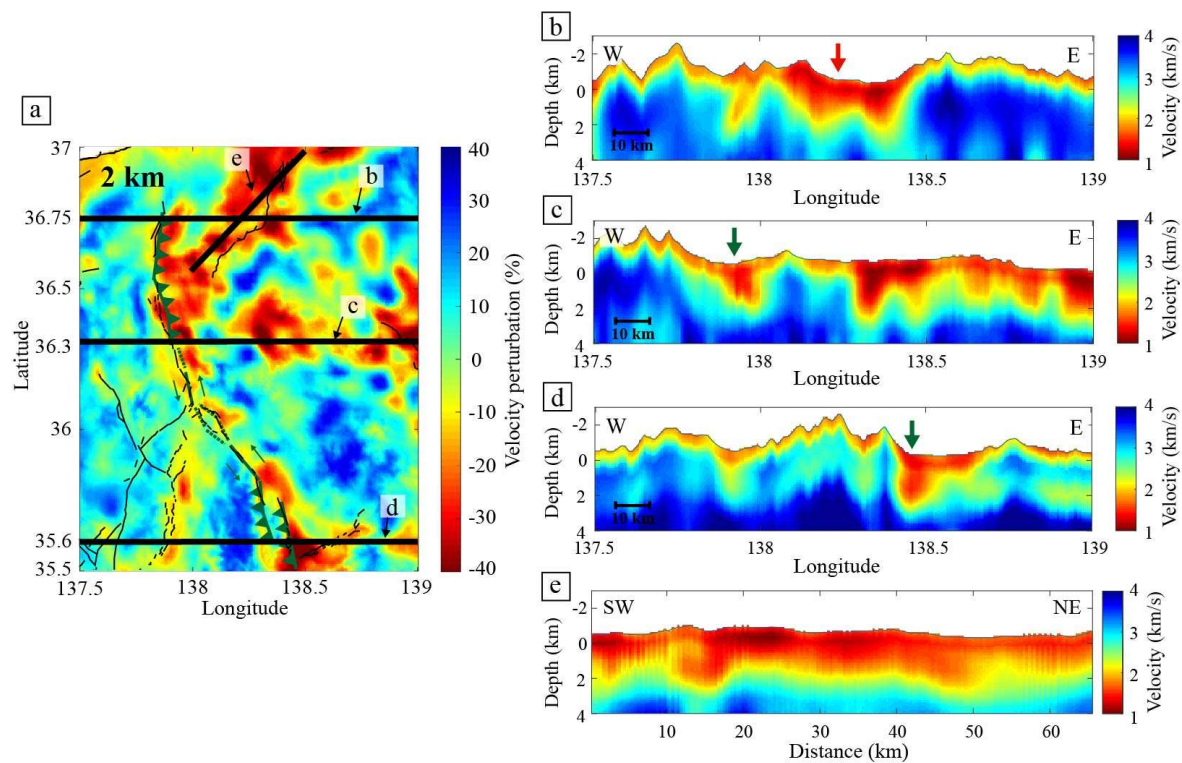 a
2 km
e
b
c
d
37
36.75
36.5
36.3
36
35.6
35.5
Latitude
137.5
138
138.5
139
Longitude
40
30
20
10
0
-10
-20
-30
-40
Velocity perturbation (%)
b
W
E
-2
0
2
4
Depth (km)
10 km
137.5
138
138.5
139
Longitude
4
3
2
1
Velocity (km/s)
c
W
E
-2
0
2
4
Depth (km)
10 km
137.5
138
138.5
139
Longitude
4
3
2
1
Velocity (km/s)
d
W
E
-2
0
2
4
Depth (km)
10 km
137.5
138
138.5
139
Longitude
4
3
2
1
Velocity (km/s)
e
SW
NE
-2
0
2
4
Depth (km)
10
20
30
40
50
60
Distance (km)
4
3
2
1
Velocity (km/s)